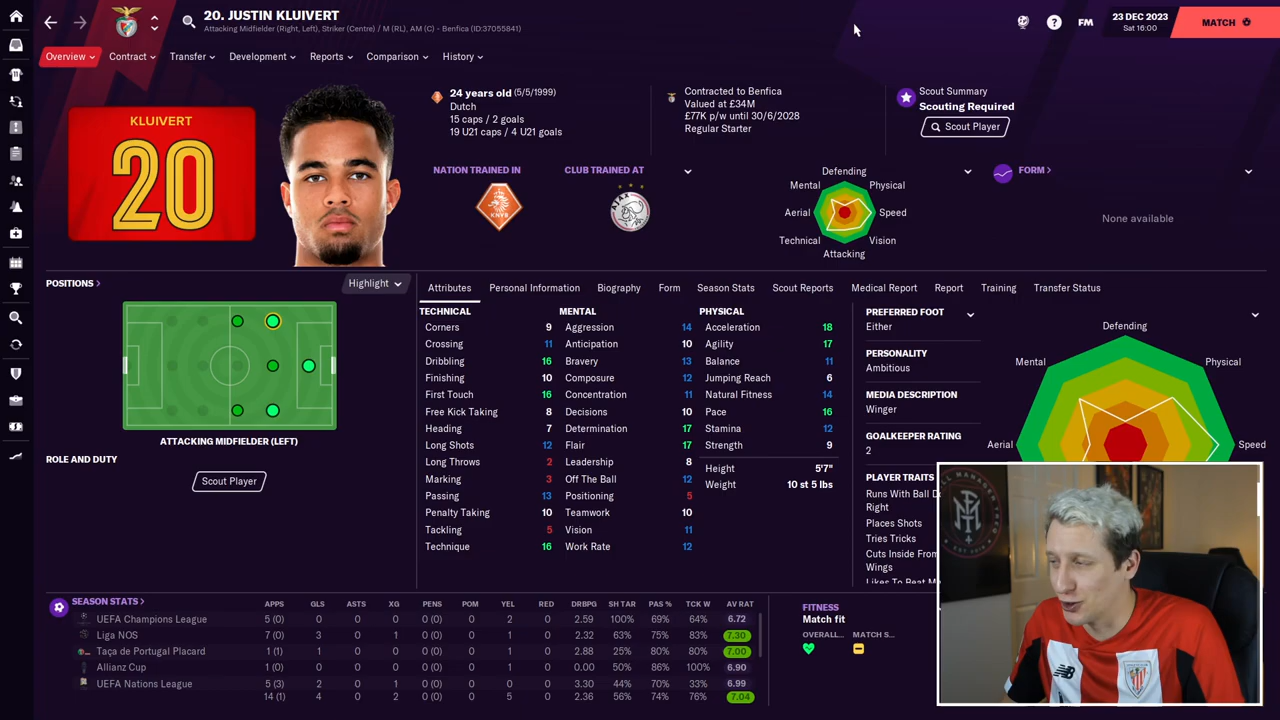 20. JUSTIN KLUIVERT
Attacking Midfielder (Right, Left), Striker (Centre) / M (RL), AM (C) - Benfica (ID:37055841)
FM
23 DEC 2023
Sat 16:00
MATCH
Overview
Contract
Transfer
Development
Reports
Comparison
History
KLUIVERT
20
24 years old (5/5/1999)
Dutch
15 caps / 2 goals
19 U21 caps / 4 U21 goals
Contracted to Benfica
Valued at £34M
£77K p/w until 30/6/2028
Regular Starter
Scout Summary
Scouting Required
Scout Player
NATION TRAINED IN
KNVB
CLUB TRAINED AT
AJAX
Defending
Mental
Physical
Aerial
Speed
Technical
Vision
Attacking
FORM
None available
POSITIONS
Highlight
ATTACKING MIDFIELDER (LEFT)
ROLE AND DUTY
Scout Player
Attributes
Personal Information
Biography
Form
Season Stats
Scout Reports
Medical Report
Report
Training
Transfer Status
TECHNICAL MENTAL PHYSICAL
Corners 9 Aggression 14 Acceleration 18
Crossing 11 Anticipation 10 Agility 17
Dribbling 16 Bravery 13 Balance 11
Finishing 10 Composure 12 Jumping Reach 6
First Touch 16 Concentration 11 Natural Fitness 14
Free Kick Taking 8 Decisions 10 Pace 16
Heading 7 Determination 17 Stamina 12
Long Shots 12 Flair 17 Strength 9
Long Throws 2 Leadership 8 Height 5'7"
Marking 3 Off The Ball 12 Weight 10 st 5 lbs
Passing 13 Positioning 5
Penalty Taking 10 Teamwork 10
Tackling 5 Vision 11
Technique 16 Work Rate 12
PREFERRED FOOT
Either
PERSONALITY
Ambitious
MEDIA DESCRIPTION
Winger
GOALKEEPER RATING
2
PLAYER TRAITS
Runs With Ball D
Right
Places Shots
Tries Tricks
Cuts Inside From
Wings
Likes To Beat M
Defending
Mental
Physical
Aerial
Speed
SEASON STATS
APPS GLS ASTS XG PENS POM YEL RED DRBPG SH TAR PAS % TCK W AV RAT
UEFA Champions League 5 (0) 0 0 0 0 (0) 0 2 0 2.59 100% 69% 64% 6.72
Liga NOS 7 (0) 3 0 1 0 (0) 0 1 0 2.32 63% 75% 83% 7.30
Taça de Portugal Placard 1 (1) 1 0 0 0 (0) 0 1 0 2.88 25% 80% 80% 7.00
Allianz Cup 1 (0) 0 0 0 0 (0) 0 1 0 0.00 50% 86% 100% 6.90
UEFA Nations League 5 (3) 2 0 1 0 (0) 0 0 0 3.30 44% 70% 33% 6.99
14 (1) 4 0 2 0 (0) 0 5 0 2.36 56% 74% 76% 7.04
FITNESS
Match fit
OVERALL...
MATCH S...